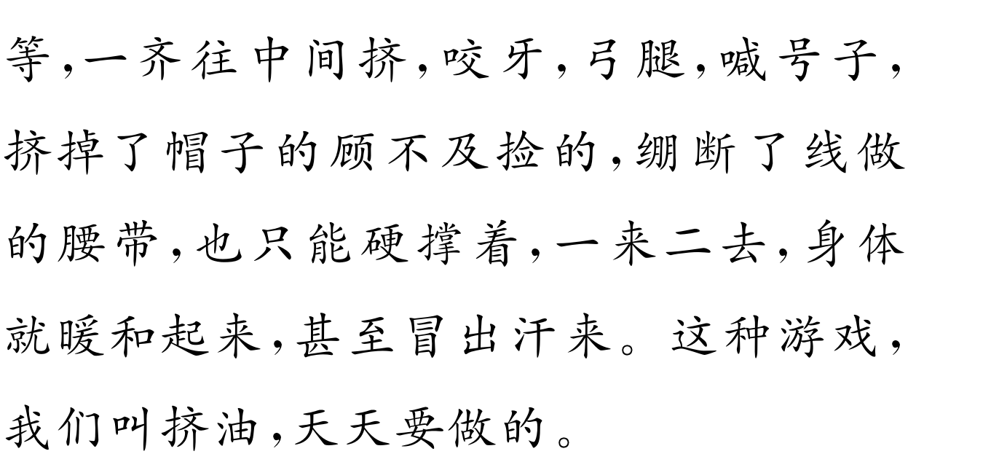 等,一齐往中间挤,咬牙,弓腿,喊号子,
挤掉了帽子的顾不及捡的,绷断了线做
的腰带,也只能硬撑着,一来二去,身体
就暖和起来,甚至冒出汗来。这种游戏,
我们叫挤油,天天要做的。